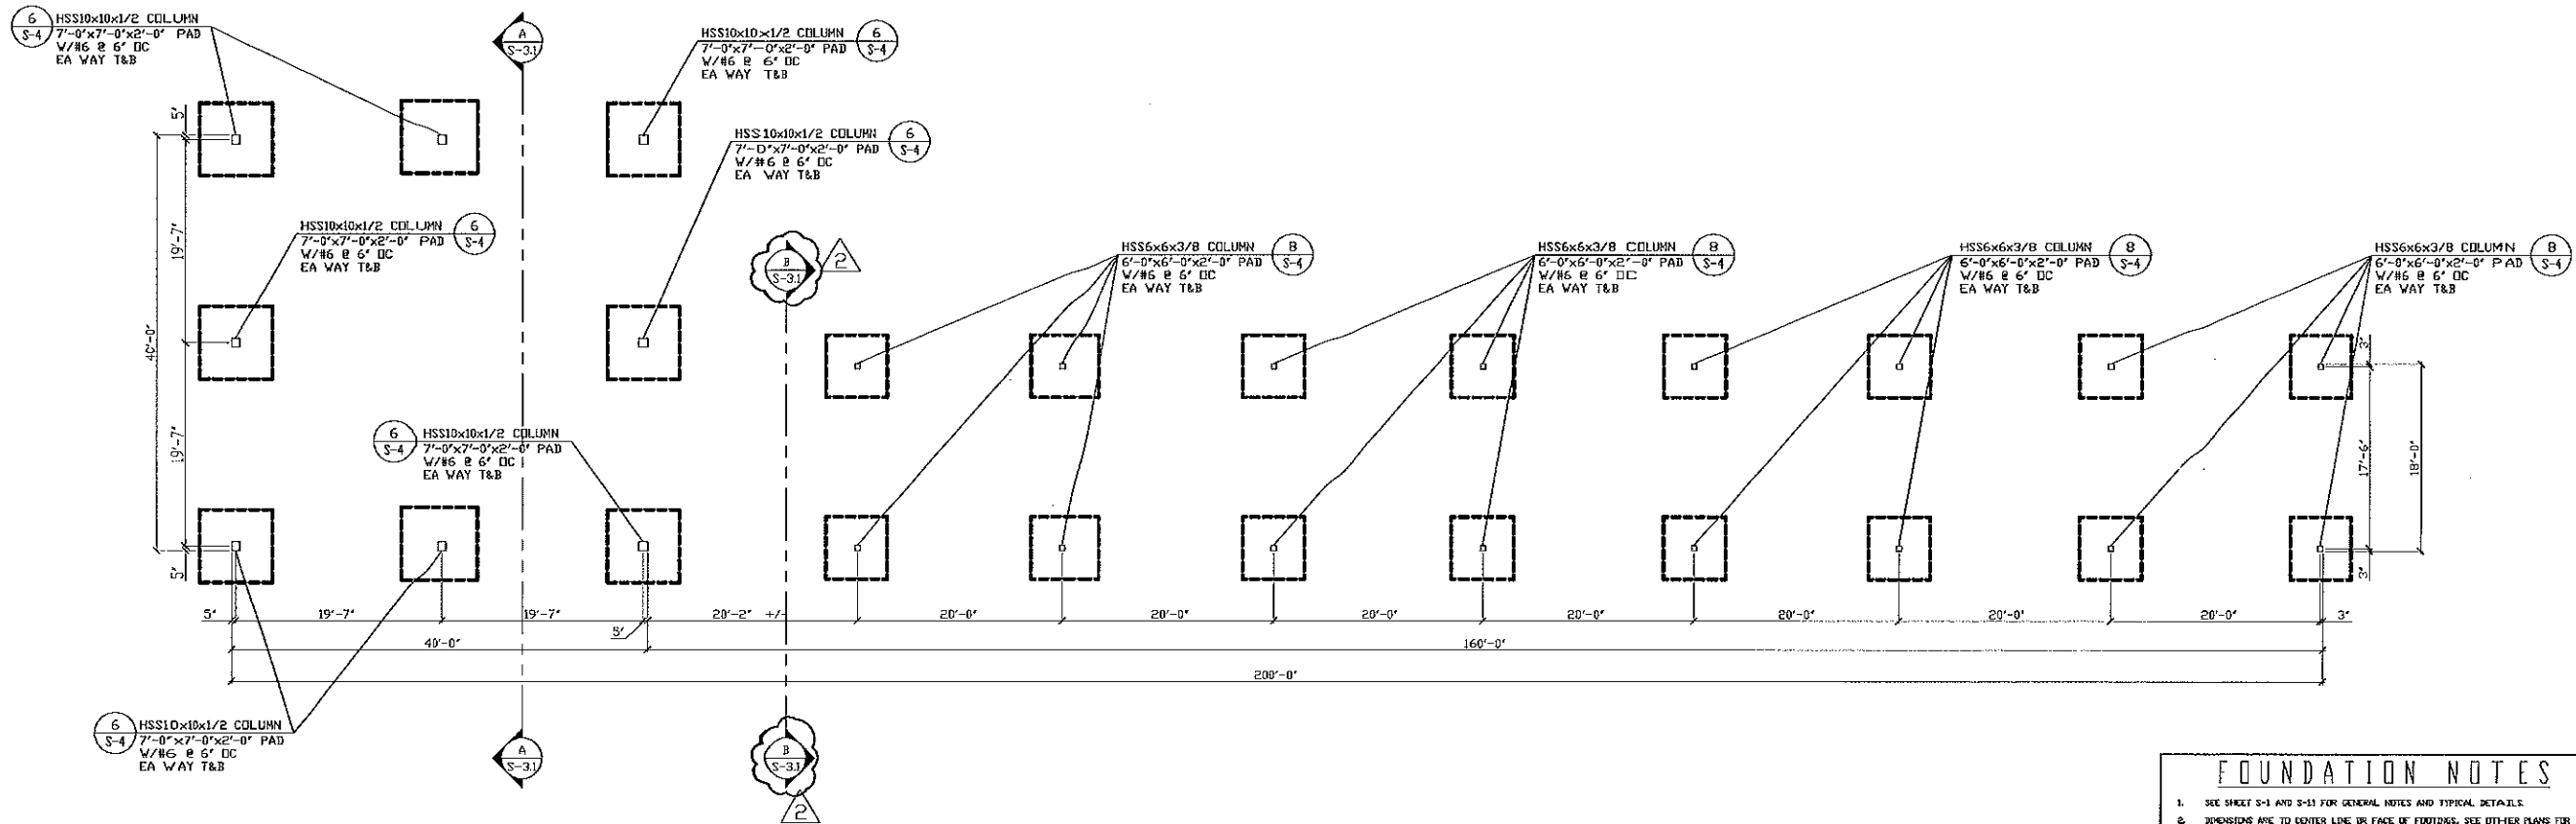 6
S-4
HSS10x10x1/2 COLUMN
7'-0"x7'-0"x2'-0" PAD
W/#6 @ 6" OC
EA WAY T&B
A
S-3.1
HSS10x10x1/2 COLUMN
7'-0"x7'-0"x2'-0" PAD
W/#6 @ 6" OC
EA WAY T&B
6
S-4
HSS10x10x1/2 COLUMN
7'-0"x7'-0"x2'-0" PAD
W/#6 @ 6" OC
EA WAY T&B
6
S-4
HSS10x10x1/2 COLUMN
7'-0"x7'-0"x2'-0" PAD
W/#6 @ 6" OC
EA WAY T&B
6
S-4
B
S-3.1
2
HSS6x6x3/8 COLUMN
6'-0"x6'-0"x2'-0" PAD
W/#6 @ 6" OC
EA WAY T&B
8
S-4
HSS6x6x3/8 COLUMN
6'-0"x6'-0"x2'-0" PAD
W/#6 @ 6" OC
EA WAY T&B
8
S-4
HSS6x6x3/8 COLUMN
6'-0"x6'-0"x2'-0" PAD
W/#6 @ 6" OC
EA WAY T&B
8
S-4
HSS6x6x3/8 COLUMN
6'-0"x6'-0"x2'-0" PAD
W/#6 @ 6" OC
EA WAY T&B
8
S-4
5"
19'-7"
40'-0"
19'-7"
5"
6
S-4
HSS10x10x1/2 COLUMN
7'-0"x7'-0"x2'-0" PAD
W/#6 @ 6" OC
EA WAY T&B
3"
17'-6"
18'-0"
3"
5"
19'-7"
19'-7"
5"
20'-2" +/-
20'-0"
20'-0"
20'-0"
20'-0"
20'-0"
20'-0"
20'-0"
3"
40'-0"
160'-0"
200'-0"
6
S-4
HSS10x10x1/2 COLUMN
7'-0"x7'-0"x2'-0" PAD
W/#6 @ 6" OC
EA WAY T&B
A
S-3.1
B
S-3.1
2
FOUNDATION NOTES
1. SEE SHEET S-1 AND S-1.1 FOR GENERAL NOTES AND TYPICAL DETAILS.
2. DIMENSIONS ARE TO CENTER LINE OR FACE OF FOOTINGS. SEE OTHER PLANS FOR